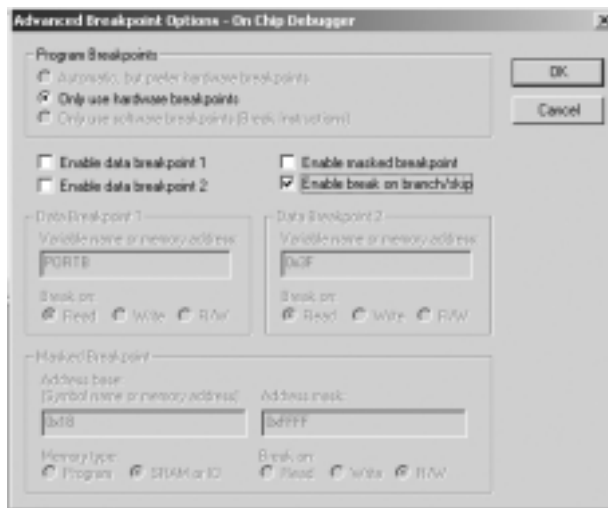 Advanced Breakpoint Options - On Chip Debugger
Program Breakpoints
Automatic, but prefer hardware breakpoints
Only use hardware breakpoints
Only use software breakpoints (Break Instructions)
OK
Cancel
Enable data breakpoint 1
Enable masked breakpoint
Enable data breakpoint 2
Enable break on branch/skip
Data Breakpoint 1
Data Breakpoint 2
Variable name or memory address
Variable name or memory address
PORTB
0x3F
Break on:
Break on:
Read Write R/W
Read Write R/W
Masked Breakpoint
Address base:
(Symbol name or memory address)
Address mask:
0x18
0xFFFF
Memory type:
Break on:
Program SRAM or IO
Read Write R/W